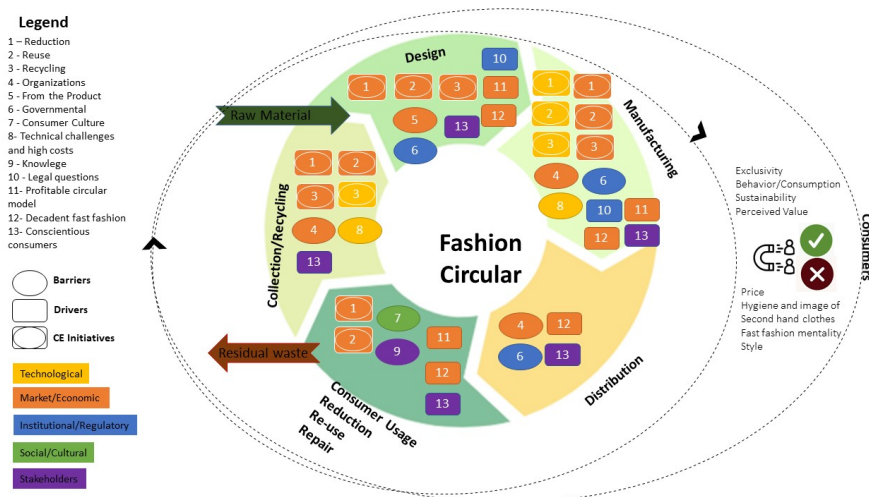 Legend
1 – Reduction
2 - Reuse
3 - Recycling
4 - Organizations
5 - From the Product
6 - Governmental
7 - Consumer Culture
8- Technical challenges
and high costs
9 - Knowlege
10 - Legal questions
11- Profitable circular
model
12- Decadent fast fashion
13- Conscientious
consumers
Barriers
Drivers
CE Initiatives
Technological
Market/Economic
Institutional/Regulatory
Social/Cultural
Stakeholders
Raw Material
Design
1
2
3
10
11
12
5
13
6
Manufacturing
1
1
2
2
3
3
4
6
8
10
11
12
13
Distribution
4
12
6
13
Consumer Usage
Reduction
Re-use
Repair
1
7
11
2
9
12
13
Residual waste
Collection/Recycling
1
2
3
3
4
8
13
Fashion
Circular
Exclusivity
Behavior/Consumption
Sustainability
Perceived Value
Price
Hygiene and image of
Second hand clothes
Fast fashion mentality
Style
Consumers